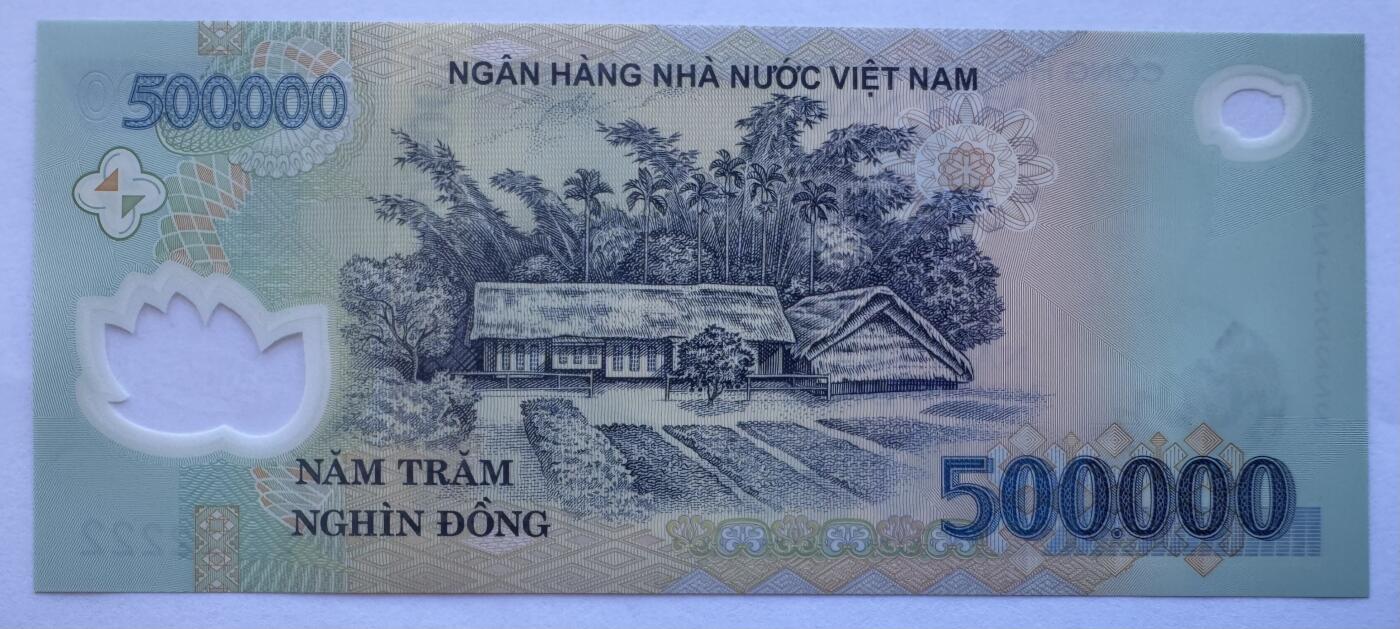 NGÂN HÀNG NHÀ NƯỚC VIỆT NAM
500.000
NĂM TRĂM
NGHÌN ĐỒNG
500.000